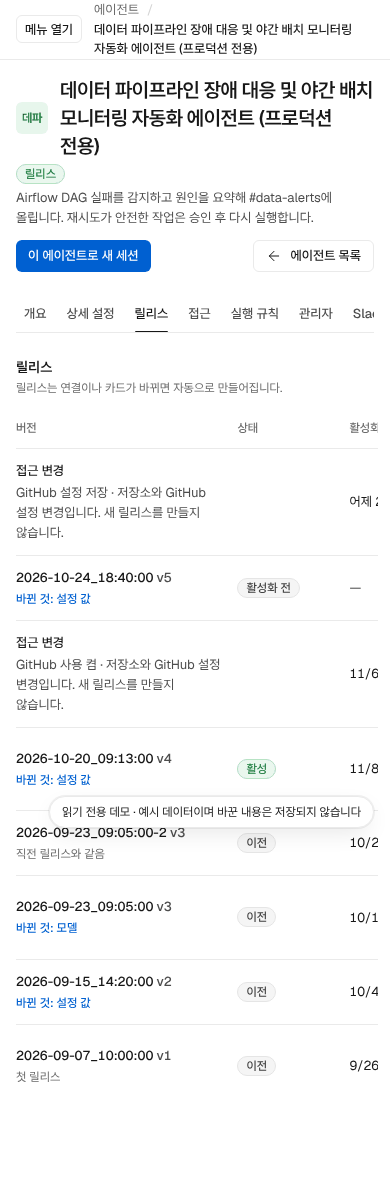 메뉴 열기
에이전트 /
데이터 파이프라인 장애 대응 및 야간 배치 모니터링
자동화 에이전트 (프로덕션 전용)
데파
데이터 파이프라인 장애 대응 및 야간 배치
모니터링 자동화 에이전트 (프로덕션
전용)
릴리스
Airflow DAG 실패를 감지하고 원인을 요약해 #data-alerts에
올립니다. 재시도가 안전한 작업은 승인 후 다시 실행합니다.
이 에이전트로 새 세션
← 에이전트 목록
개요 상세 설정 릴리스 접근 실행 규칙 관리자
릴리스
릴리스는 연결이나 카드가 바뀌면 자동으로 만들어집니다.
버전 상태 활성화
접근 변경
GitHub 설정 저장 · 저장소와 GitHub
설정 변경입니다. 새 릴리스를 만들지
않습니다.
어제
2026-10-24_18:40:00 v5
바뀐 것: 설정 값
활성화 전
—
접근 변경
GitHub 사용 켬 · 저장소와 GitHub 설정
변경입니다. 새 릴리스를 만들지
않습니다.
11/6
2026-10-20_09:13:00 v4
바뀐 것: 설정 값
활성
11/8
읽기 전용 데모 · 예시 데이터이며 바꾼 내용은 저장되지 않습니다
2026-09-23_09:05:00-2 v3
직전 릴리스와 같음
이전
10/2
2026-09-23_09:05:00 v3
바뀐 것: 모델
이전
10/1
2026-09-15_14:20:00 v2
바뀐 것: 설정 값
이전
10/4
2026-09-07_10:00:00 v1
첫 릴리스
이전
9/26